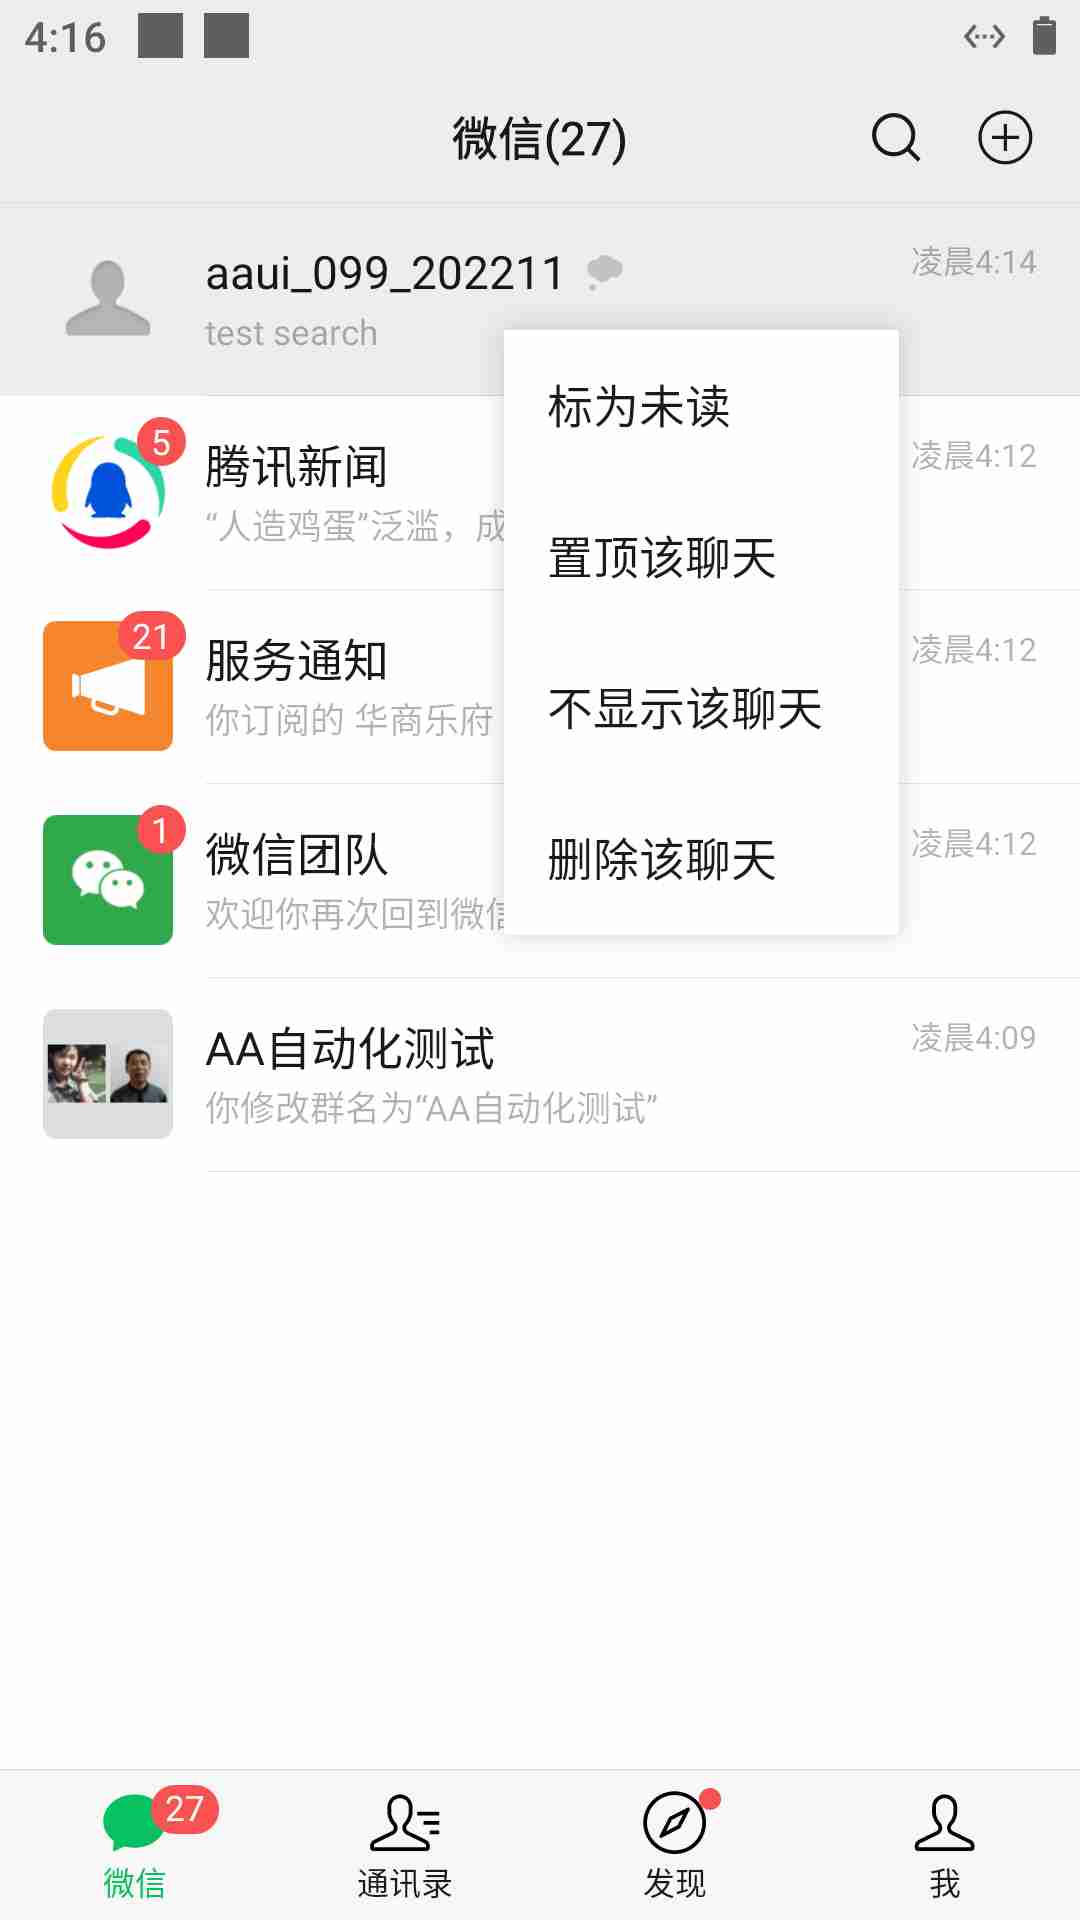 4:16
微信(27)
aaui_099_202211
凌晨4:14
test search
标为未读
5
腾讯新闻
凌晨4:12
“人造鸡蛋”泛滥，成
置顶该聊天
21
服务通知
凌晨4:12
你订阅的 华商乐府
不显示该聊天
1
微信团队
凌晨4:12
欢迎你再次回到微信
删除该聊天
AA自动化测试
凌晨4:09
你修改群名为“AA自动化测试”
27
微信
通讯录
发现
我